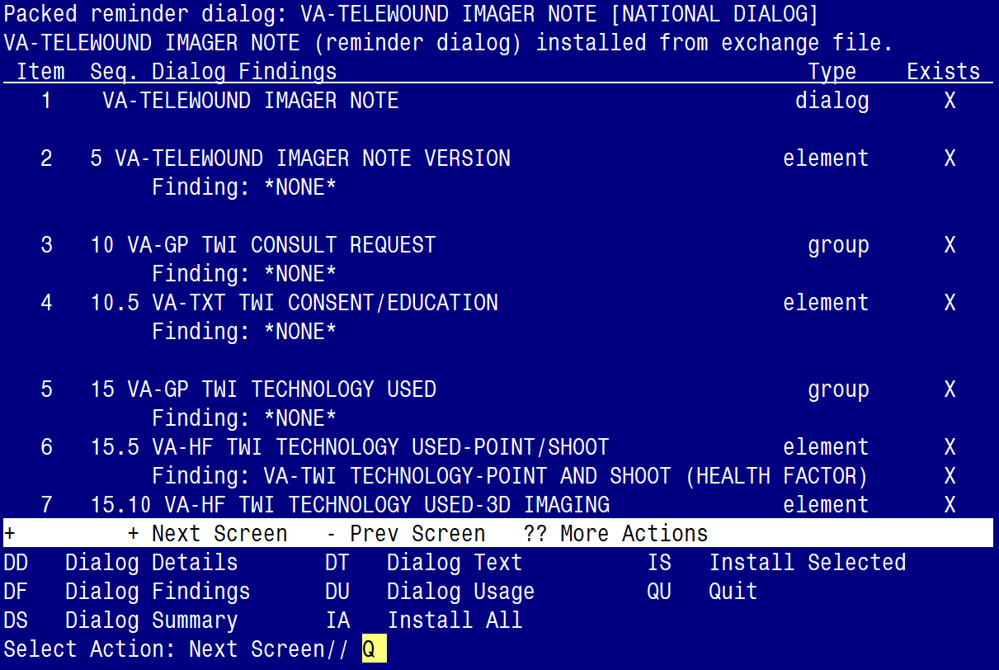 Packed reminder dialog: VA-TELEWOUND IMAGER NOTE [NATIONAL DIALOG]
VA-TELEWOUND IMAGER NOTE (reminder dialog) installed from exchange file.
Item Seq. Dialog Findings Type Exists
1 VA-TELEWOUND IMAGER NOTE dialog X
2 5 VA-TELEWOUND IMAGER NOTE VERSION element X
Finding: *NONE*
3 10 VA-GP TWI CONSULT REQUEST group X
Finding: *NONE*
4 10.5 VA-TXT TWI CONSENT/EDUCATION element X
Finding: *NONE*
5 15 VA-GP TWI TECHNOLOGY USED group X
Finding: *NONE*
6 15.5 VA-HF TWI TECHNOLOGY USED-POINT/SHOOT element X
Finding: VA-TWI TECHNOLOGY-POINT AND SHOOT (HEALTH FACTOR) X
7 15.10 VA-HF TWI TECHNOLOGY USED-3D IMAGING element X
+ + Next Screen - Prev Screen ?? More Actions
DD Dialog Details DT Dialog Text IS Install Selected
DF Dialog Findings DU Dialog Usage QU Quit
DS Dialog Summary IA Install All
Select Action: Next Screen// Q